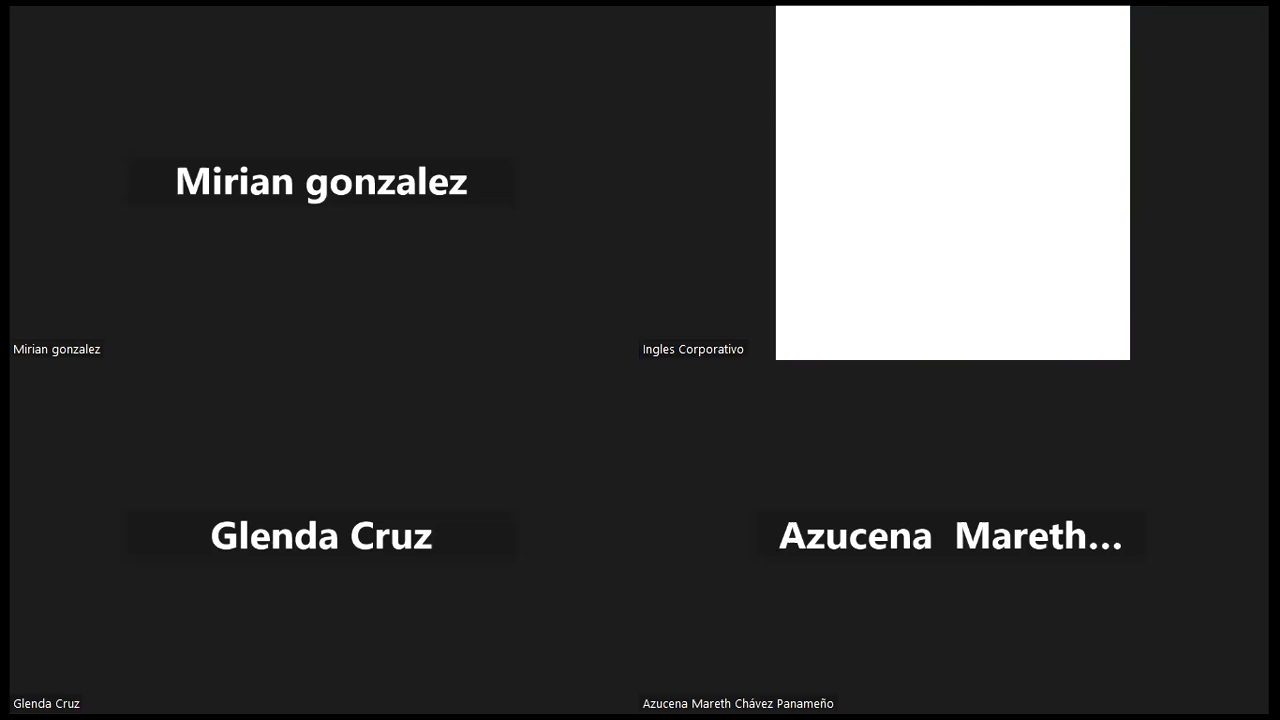 Mirian gonzalez
Mirian gonzalez
Ingles Corporativo
Glenda Cruz
Azucena Mareth...
Glenda Cruz
Azucena Mareth Chávez Panameño